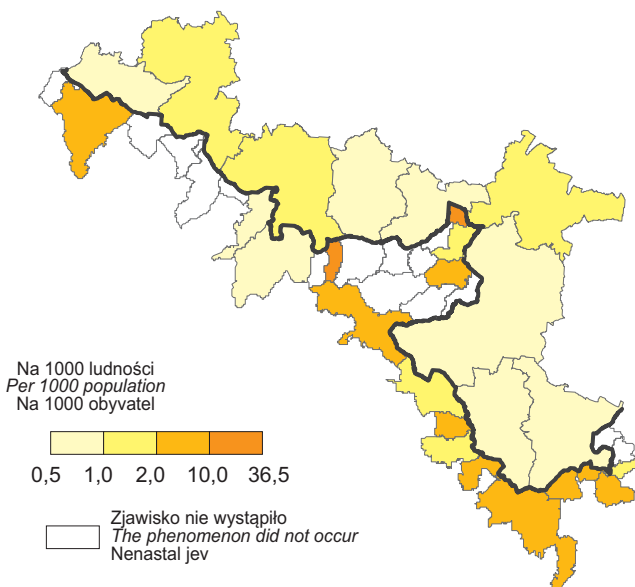 Na 1000 ludności
Per 1000 population
Na 1000 obyvatel
0,5 1,0 2,0 10,0 36,5
Zjawisko nie wystąpiło
The phenomenon did not occur
Nenastal jev